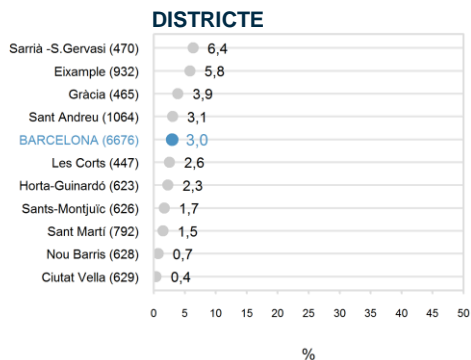 DISTRICTE
Sarrià -S.Gervasi (470) 6,4
Eixample (932) 5,8
Gràcia (465) 3,9
Sant Andreu (1064) 3,1
BARCELONA (6676) 3,0
Les Corts (447) 2,6
Horta-Guinardó (623) 2,3
Sants-Montjuïc (626) 1,7
Sant Martí (792) 1,5
Nou Barris (628) 0,7
Ciutat Vella (629) 0,4
0 5 10 15 20 25 30 35 40 45 50
%